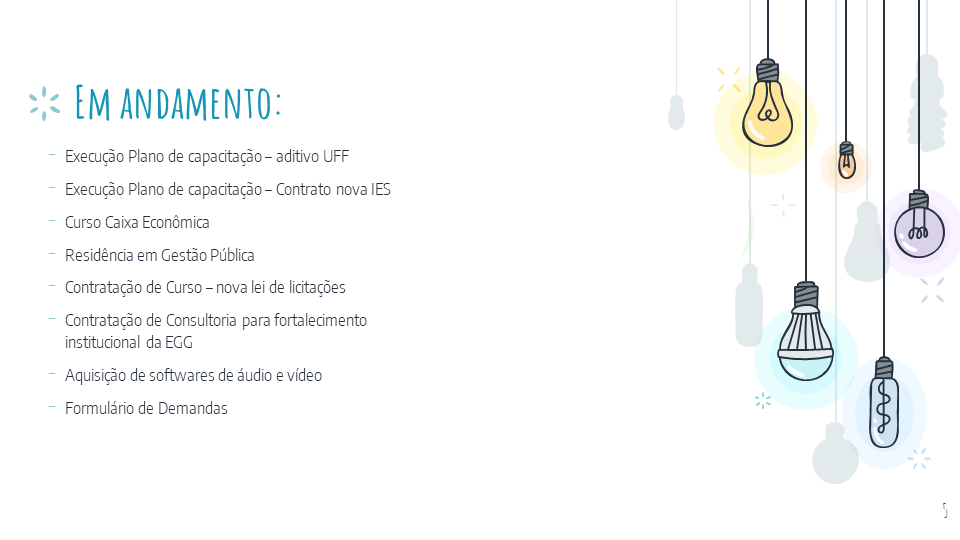 Em andamento:
– Execução Plano de capacitação – aditivo UFF
– Execução Plano de capacitação – Contrato nova IES
– Curso Caixa Econômica
– Residência em Gestão Pública
– Contratação de Curso – nova lei de licitações
– Contratação de Consultoria para fortalecimento
institucional da EGG
– Aquisição de softwares de áudio e vídeo
– Formulário de Demandas
5